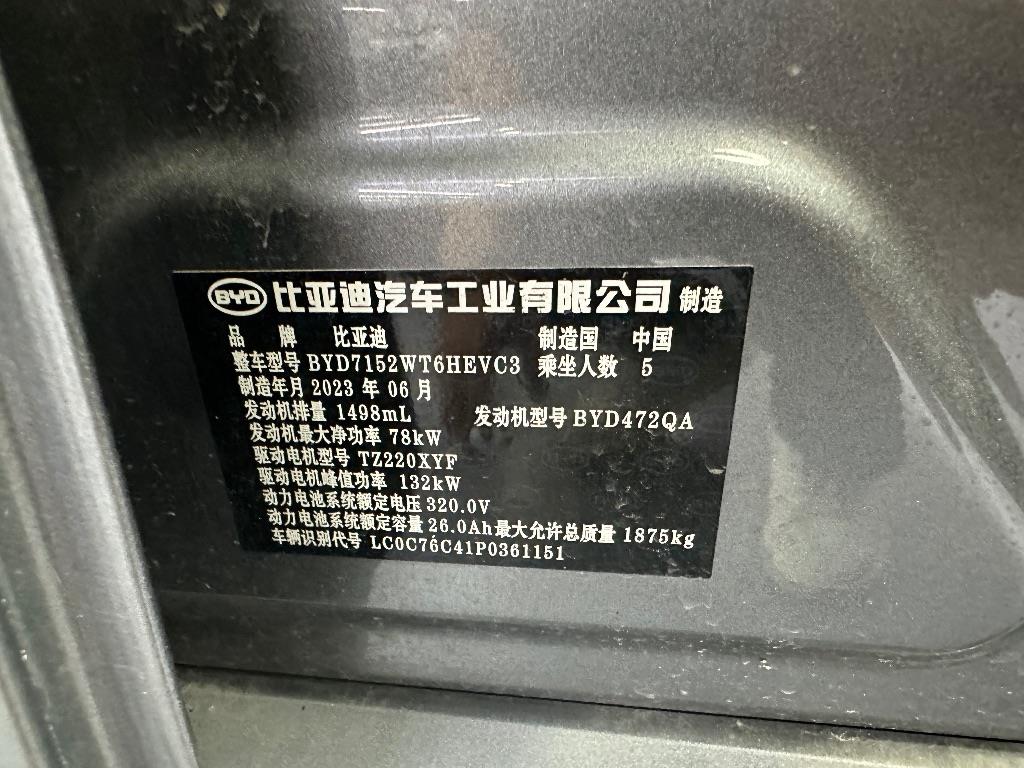 BYD 比亚迪汽车工业有限公司 制造
品 牌 比亚迪 制造国 中国
整车型号 BYD7152WT6HEVC3 乘坐人数 5
制造年月 2023 年 06 月
发动机排量 1498mL 发动机型号 BYD472QA
发动机最大净功率 78kW
驱动电机型号 TZ220XYF
驱动电机峰值功率 132kW
动力电池系统额定电压 320.0V
动力电池系统额定容量 26.0Ah 最大允许总质量 1875kg
车辆识别代号 LC0C76C41P0361151